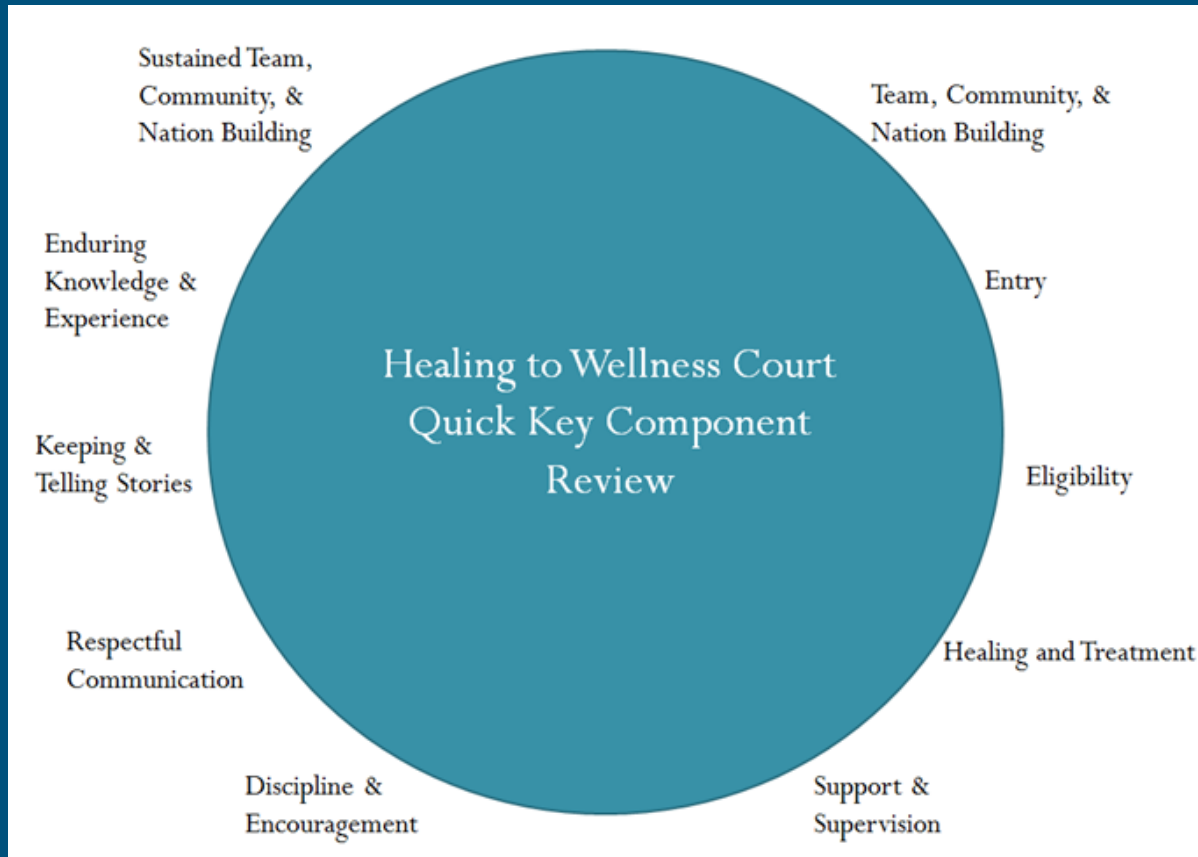 Healing to Wellness Court
Quick Key Component
Review
Team, Community, &
Nation Building
Entry
Eligibility
Healing and Treatment
Support &
Supervision
Discipline &
Encouragement
Respectful
Communication
Keeping &
Telling Stories
Enduring
Knowledge &
Experience
Sustained Team,
Community, &
Nation Building